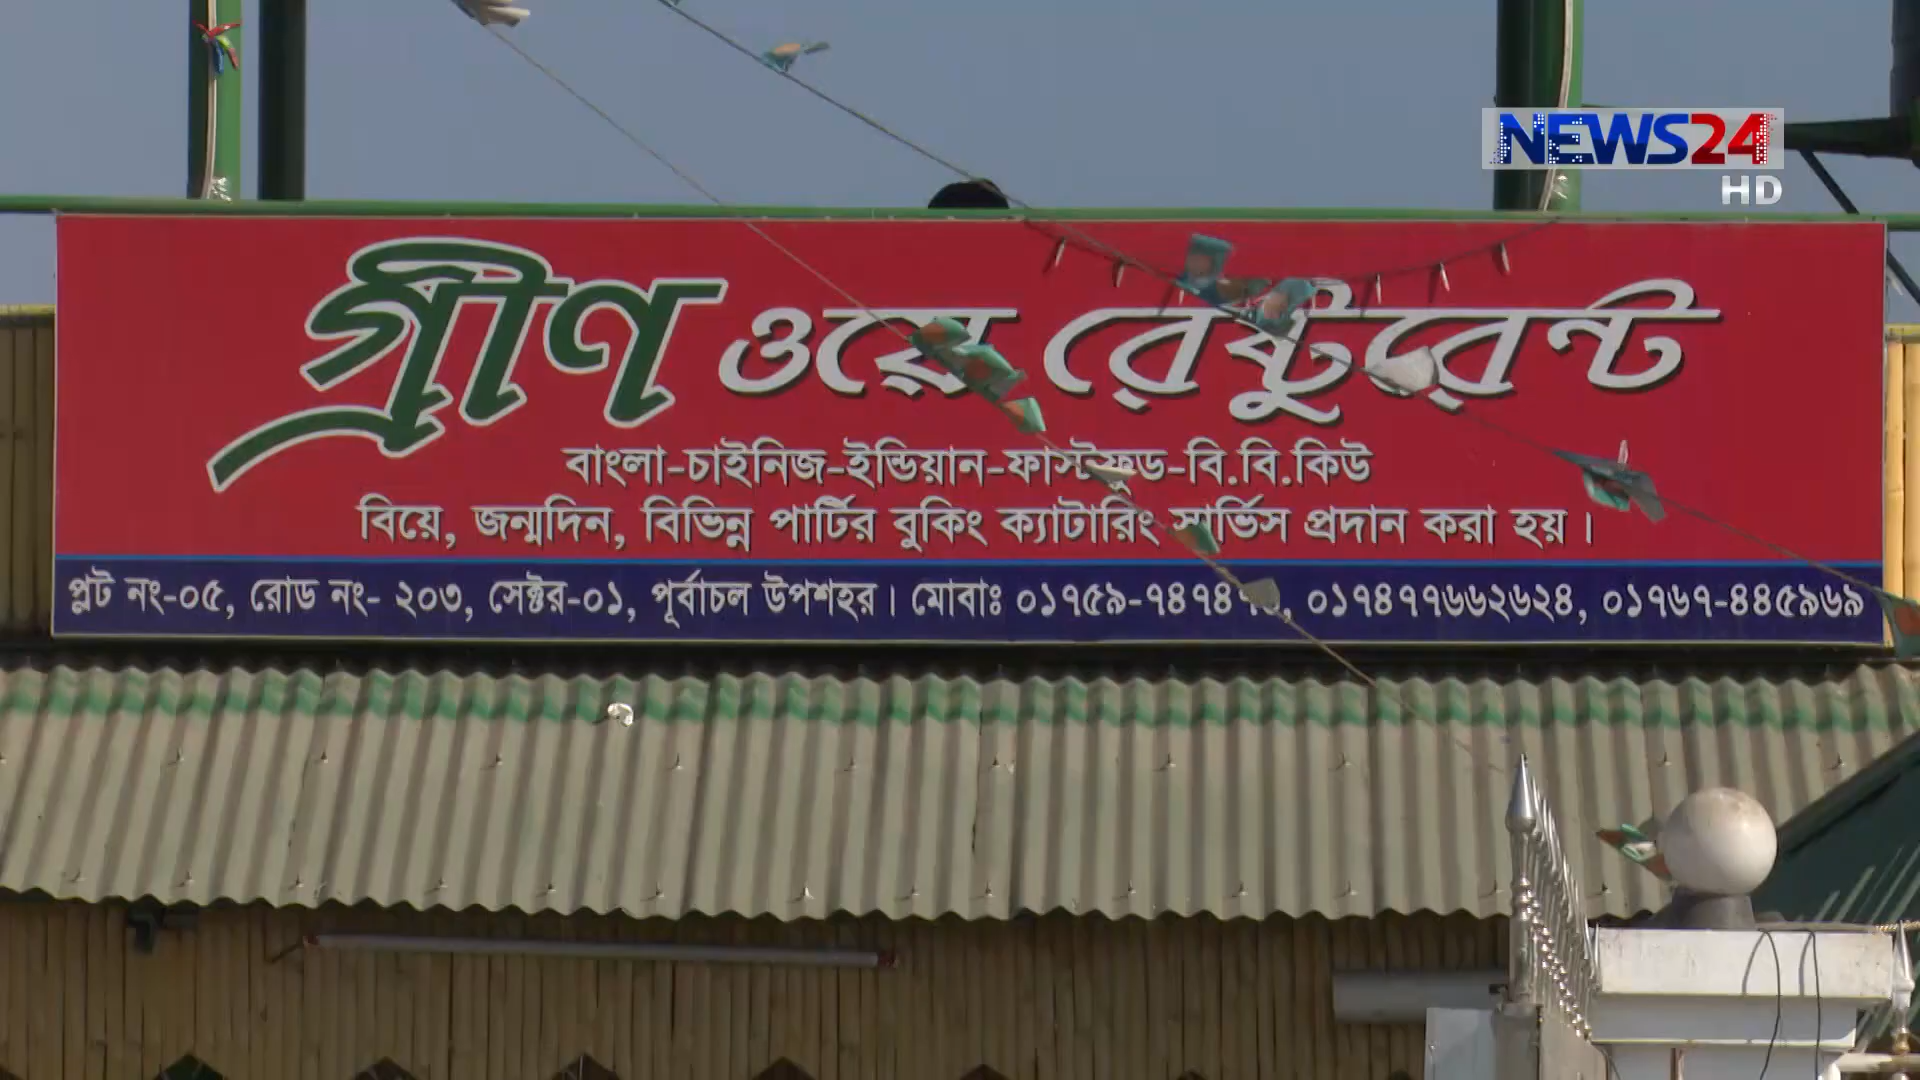 NEWS24
HD
গ্রীণ ওয়ে রেষ্টুরেন্ট
বাংলা-চাইনিজ-ইন্ডিয়ান-ফাস্টফুড-বি.বি.কিউ
বিয়ে, জন্মদিন, বিভিন্ন পার্টির বুকিং ক্যাটারিং সার্ভিস প্রদান করা হয়।
প্লট নং-০৫, রোড নং- ২০৩, সেক্টর-০১, পূর্বাচল উপশহর। মোবাঃ ০১৭৪৭৭৬৬২৬২৪, ০১৭৬৭-৪৪৫৯৬৯